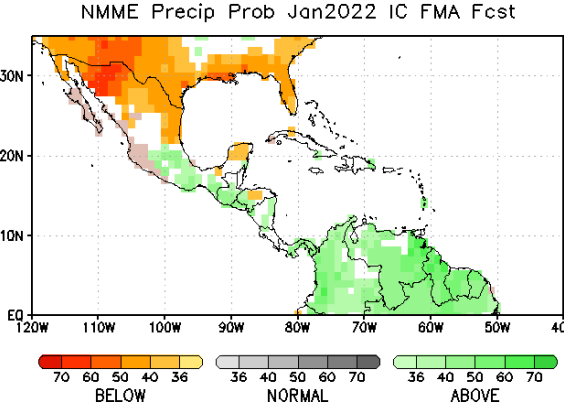 NMME Precip Prob Jan2022 IC FMA Fcst
30N
20N
10N
EQ
120W 110W 100W 90W 80W 70W 60W 50W 40
70 60 50 40 36 36 40 50 60 70 36 40 50 60 70
BELOW NORMAL ABOVE